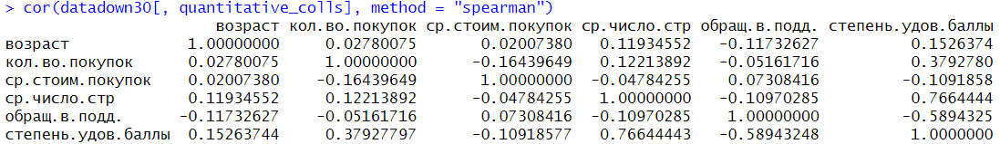 > cor(datadown30[, quantitative_colls], method = "spearman")
возраст кол.во.покупок ср.стоим.покупок ср.число.стр обращ.в.подд. степень.удов.баллы
возраст 1.00000000 0.02780075 0.02007380 0.11934552 -0.11732627 0.1526374
кол.во.покупок 0.02780075 1.00000000 -0.16439649 0.12213892 -0.05161716 0.3792780
ср.стоим.покупок 0.02007380 -0.16439649 1.00000000 -0.04784255 0.07308416 -0.1091858
ср.число.стр 0.11934552 0.12213892 -0.04784255 1.00000000 -0.10970285 0.7664444
обращ.в.подд. -0.11732627 -0.05161716 0.07308416 -0.10970285 1.00000000 -0.5894325
степень.удов.баллы 0.15263744 0.37927797 -0.10918577 0.76644443 -0.58943248 1.0000000